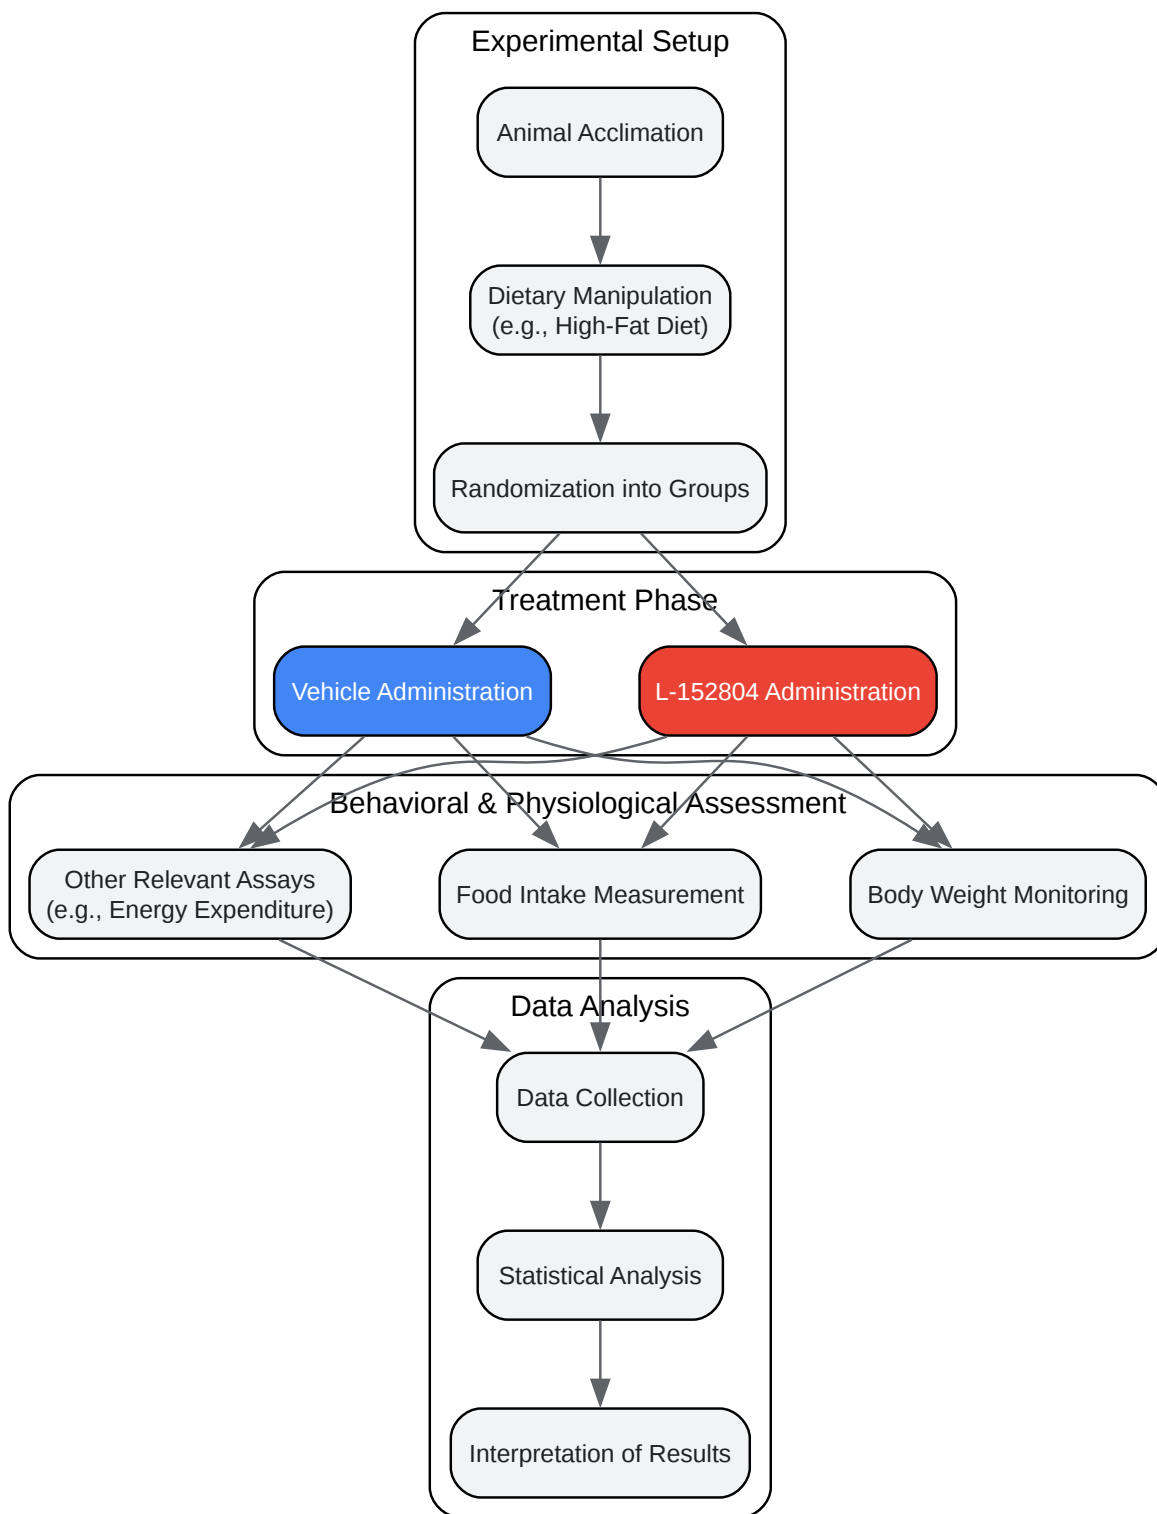 Experimental Setup
Animal Acclimation
Dietary Manipulation
(e.g., High-Fat Diet)
Randomization into Groups
Treatment Phase
Vehicle Administration
L-152804 Administration
Behavioral & Physiological Assessment
Other Relevant Assays
(e.g., Energy Expenditure)
Food Intake Measurement
Body Weight Monitoring
Data Analysis
Data Collection
Statistical Analysis
Interpretation of Results